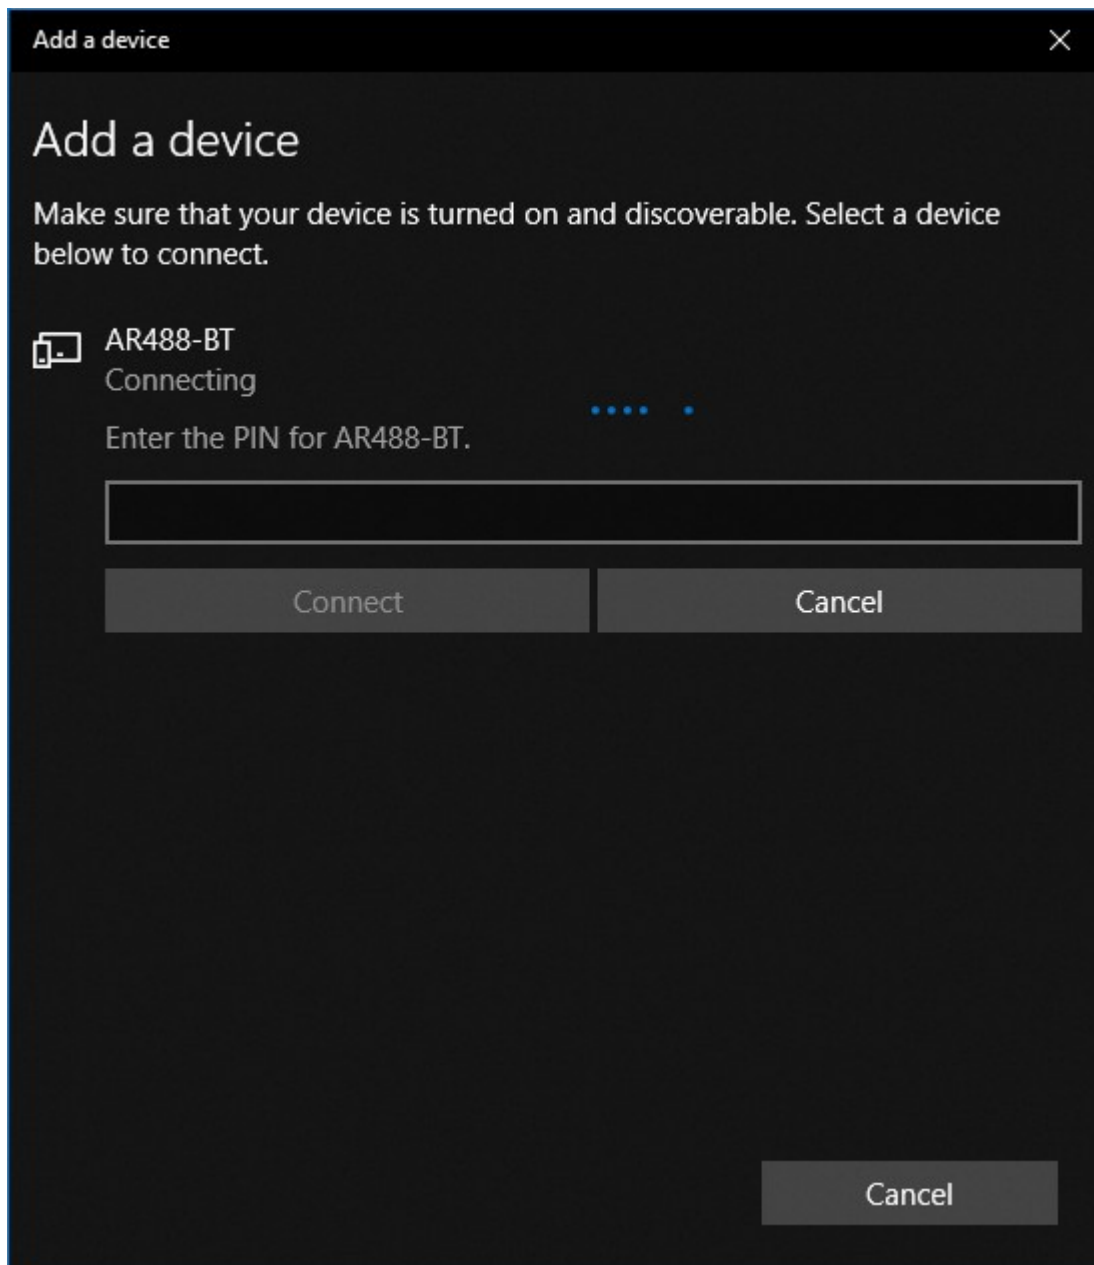 Add a device
Add a device
Make sure that your device is turned on and discoverable. Select a device
below to connect.
AR488-BT
Connecting
Enter the PIN for AR488-BT.
Connect
Cancel
Cancel